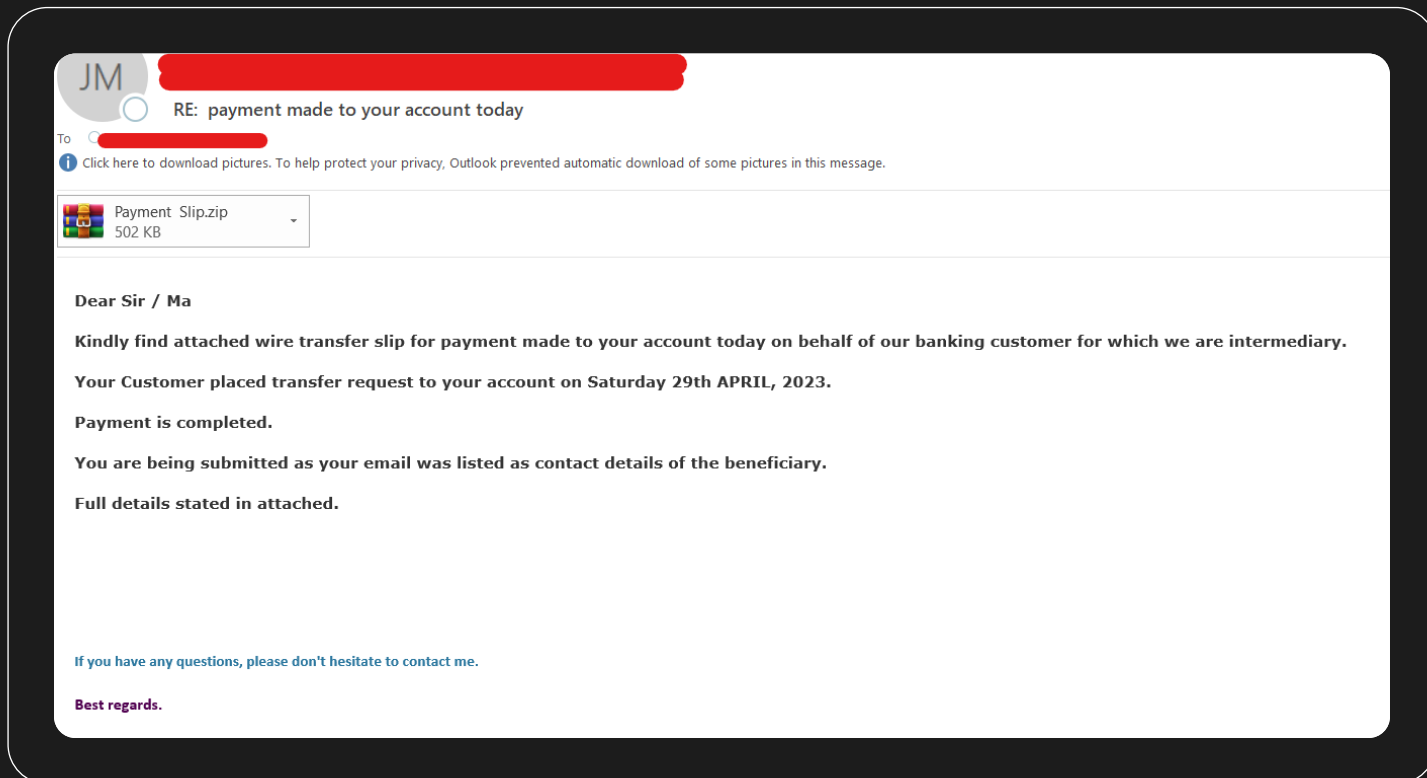 JM
RE:  payment made to your account today
To
Click here to download pictures. To help protect your privacy, Outlook prevented automatic download of some pictures in this message.
Payment  Slip.zip
502 KB
Dear Sir / Ma
Kindly find attached wire transfer slip for payment made to your account today on behalf of our banking customer for which we are intermediary.
Your Customer placed transfer request to your account on Saturday 29th APRIL, 2023.
Payment is completed.
You are being submitted as your email was listed as contact details of the beneficiary.
Full details stated in attached.
If you have any questions, please don't hesitate to contact me.
Best regards.